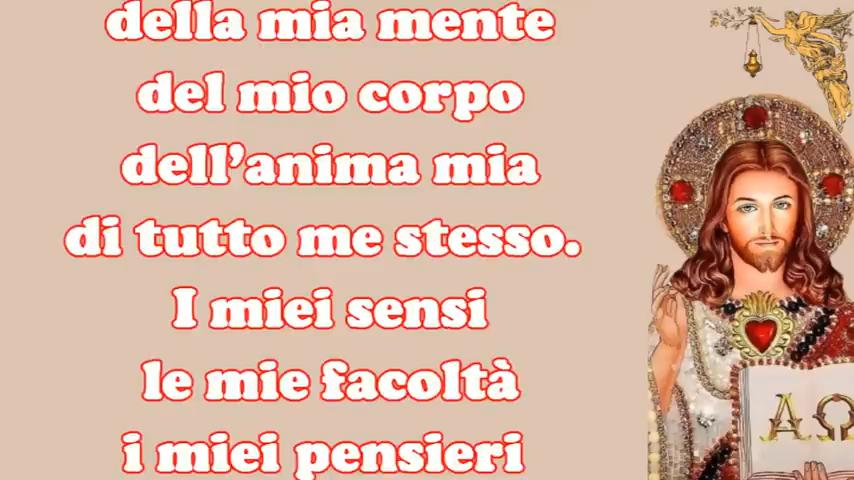 della mia mente
del mio corpo
dell’anima mia
di tutto me stesso.
I miei sensi
le mie facoltà
i miei pensieri
Α Ω